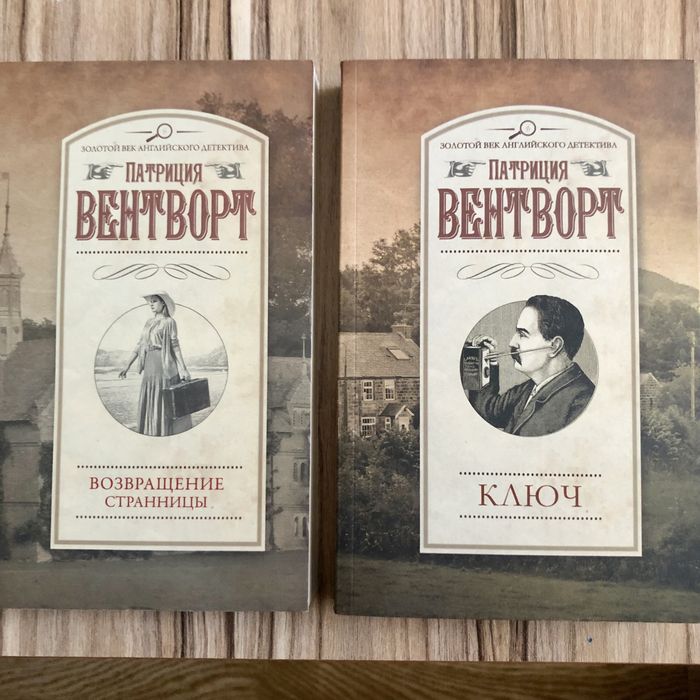 ЗОЛОТОЙ ВЕК АНГЛИЙСКОГО ДЕТЕКТИВА
ПАТРИЦИЯ
ВЕНТВОРТ
ВОЗВРАЩЕНИЕ
СТРАННИЦЫ
ЗОЛОТОЙ ВЕК АНГЛИЙСКОГО ДЕТЕКТИВА
ПАТРИЦИЯ
ВЕНТВОРТ
КЛЮЧ